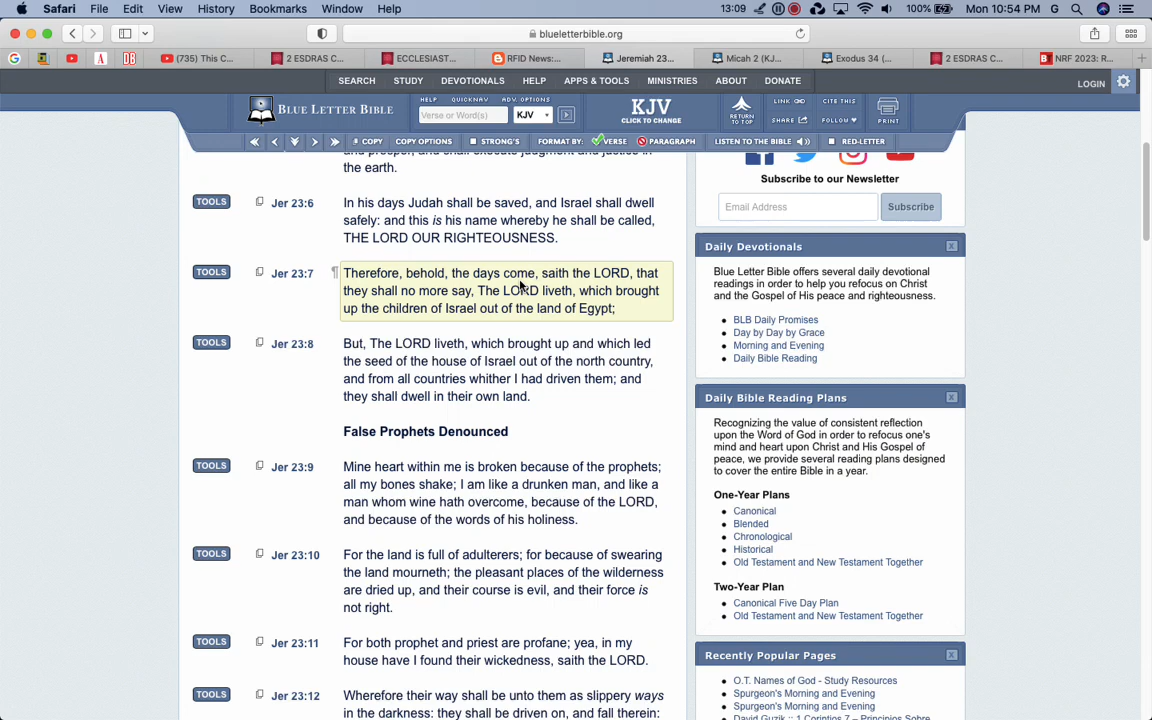 Safari File Edit View History Bookmarks Window Help 13:09 100% Mon 10:54 PM G
blueletterbible.org
(735) This C... 2 ESDRAS C... ECCLESIAST... RFID News:... Jeremiah 23... Micah 2 (KJ... Exodus 34 (... 2 ESDRAS C... NRF 2023: R...
SEARCH STUDY DEVOTIONALS HELP APPS & TOOLS MINISTRIES ABOUT DONATE LOGIN
BLUE LETTER BIBLE
HELP QUICKNAV ADV. OPTIONS
Verse or Word(s) KJV
KJV
CLICK TO CHANGE
RETURN TO TOP
LINK CITE THIS
SHARE FOLLOW
PRINT
COPY COPY OPTIONS STRONG'S FORMAT BY: VERSE PARAGRAPH LISTEN TO THE BIBLE RED-LETTER
and prosper, and shall execute judgment and justice in
the earth.
TOOLS Jer 23:6 In his days Judah shall be saved, and Israel shall dwell
safely: and this is his name whereby he shall be called,
THE LORD OUR RIGHTEOUSNESS.
TOOLS Jer 23:7 ¶ Therefore, behold, the days come, saith the LORD, that
they shall no more say, The LORD liveth, which brought
up the children of Israel out of the land of Egypt;
TOOLS Jer 23:8 But, The LORD liveth, which brought up and which led
the seed of the house of Israel out of the north country,
and from all countries whither I had driven them; and
they shall dwell in their own land.
False Prophets Denounced
TOOLS Jer 23:9 Mine heart within me is broken because of the prophets;
all my bones shake; I am like a drunken man, and like a
man whom wine hath overcome, because of the LORD,
and because of the words of his holiness.
TOOLS Jer 23:10 For the land is full of adulterers; for because of swearing
the land mourneth; the pleasant places of the wilderness
are dried up, and their course is evil, and their force is
not right.
TOOLS Jer 23:11 For both prophet and priest are profane; yea, in my
house have I found their wickedness, saith the LORD.
TOOLS Jer 23:12 Wherefore their way shall be unto them as slippery ways
in the darkness: they shall be driven on, and fall therein:
Subscribe to our Newsletter
Email Address Subscribe
Daily Devotionals X
Blue Letter Bible offers several daily devotional
readings in order to help you refocus on Christ
and the Gospel of His peace and righteousness.
BLB Daily Promises
Day by Day by Grace
Morning and Evening
Daily Bible Reading
Daily Bible Reading Plans X
Recognizing the value of consistent reflection
upon the Word of God in order to refocus one's
mind and heart upon Christ and His Gospel of
peace, we provide several reading plans designed
to cover the entire Bible in a year.
One-Year Plans
Canonical
Blended
Chronological
Historical
Old Testament and New Testament Together
Two-Year Plan
Canonical Five Day Plan
Old Testament and New Testament Together
Recently Popular Pages X
O.T. Names of God - Study Resources
Spurgeon's Morning and Evening
Spurgeon's Morning and Evening
David Guzik :: 1 Corintios 7 – Principios Sobre